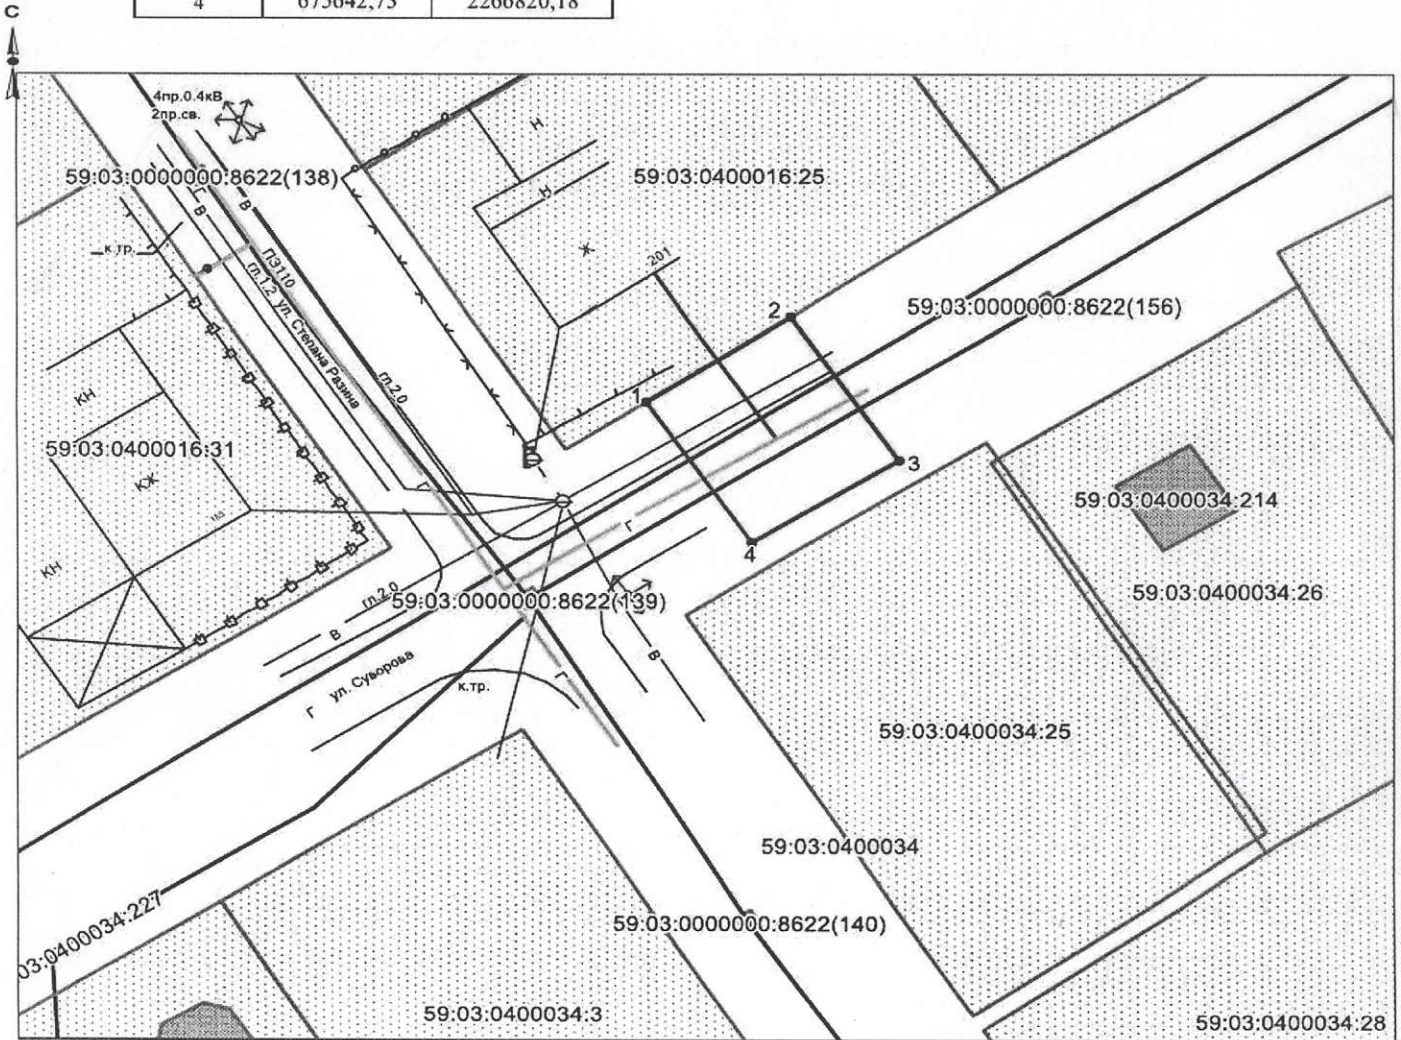 4 675642,73 2266820,18
С
4пр.0.4кВ
2пр.св.
Н
59:03:0000000:8622(138)
59:03:0400016:25
Н
В
Г
В
к.тр.
Ж
201
ПЭ110
гл.1.2 ул. Степана Разина
2
59:03:0000000:8622(156)
гл.2.0
1
КН
59:03:0400016:31
3
КЖ
59:03:0400034:214
Г
Г
4
КН
гл.2.0
59:03:0000000:8622(139)
59:03:0400034:26
В
В
ул. Суворова
Г
к.тр.
Г
59:03:0400034:25
59:03:0400034
59:03:0000000:8622(140)
03:0400034:227
59:03:0400034:3
59:03:0400034:28